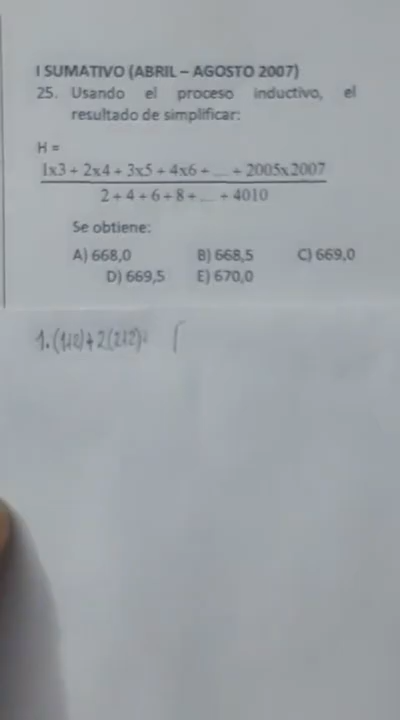 I SUMATIVO (ABRIL – AGOSTO 2007)
25. Usando el proceso inductivo, el
resultado de simplificar:
H =
1x3 + 2x4 + 3x5 + 4x6 + ... + 2005x2007
2 + 4 + 6 + 8 + ... + 4010
Se obtiene:
A) 668,0 B) 668,5 C) 669,0
D) 669,5 E) 670,0
1.(1+2)+2(2+2)=